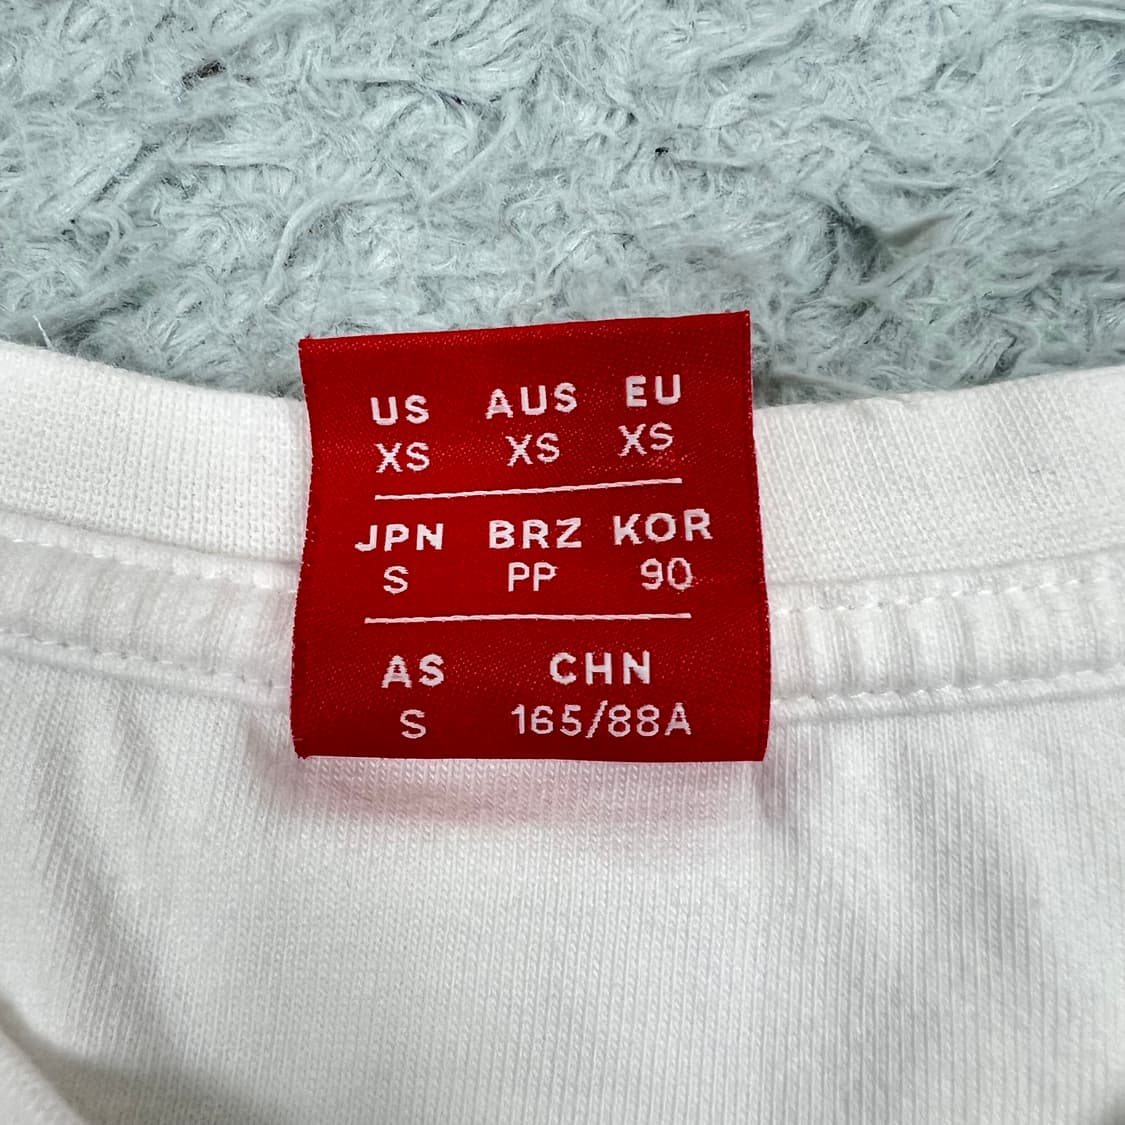 US AUS EU
XS XS XS
JPN BRZ KOR
S PP 90
AS CHN
S 165/88A